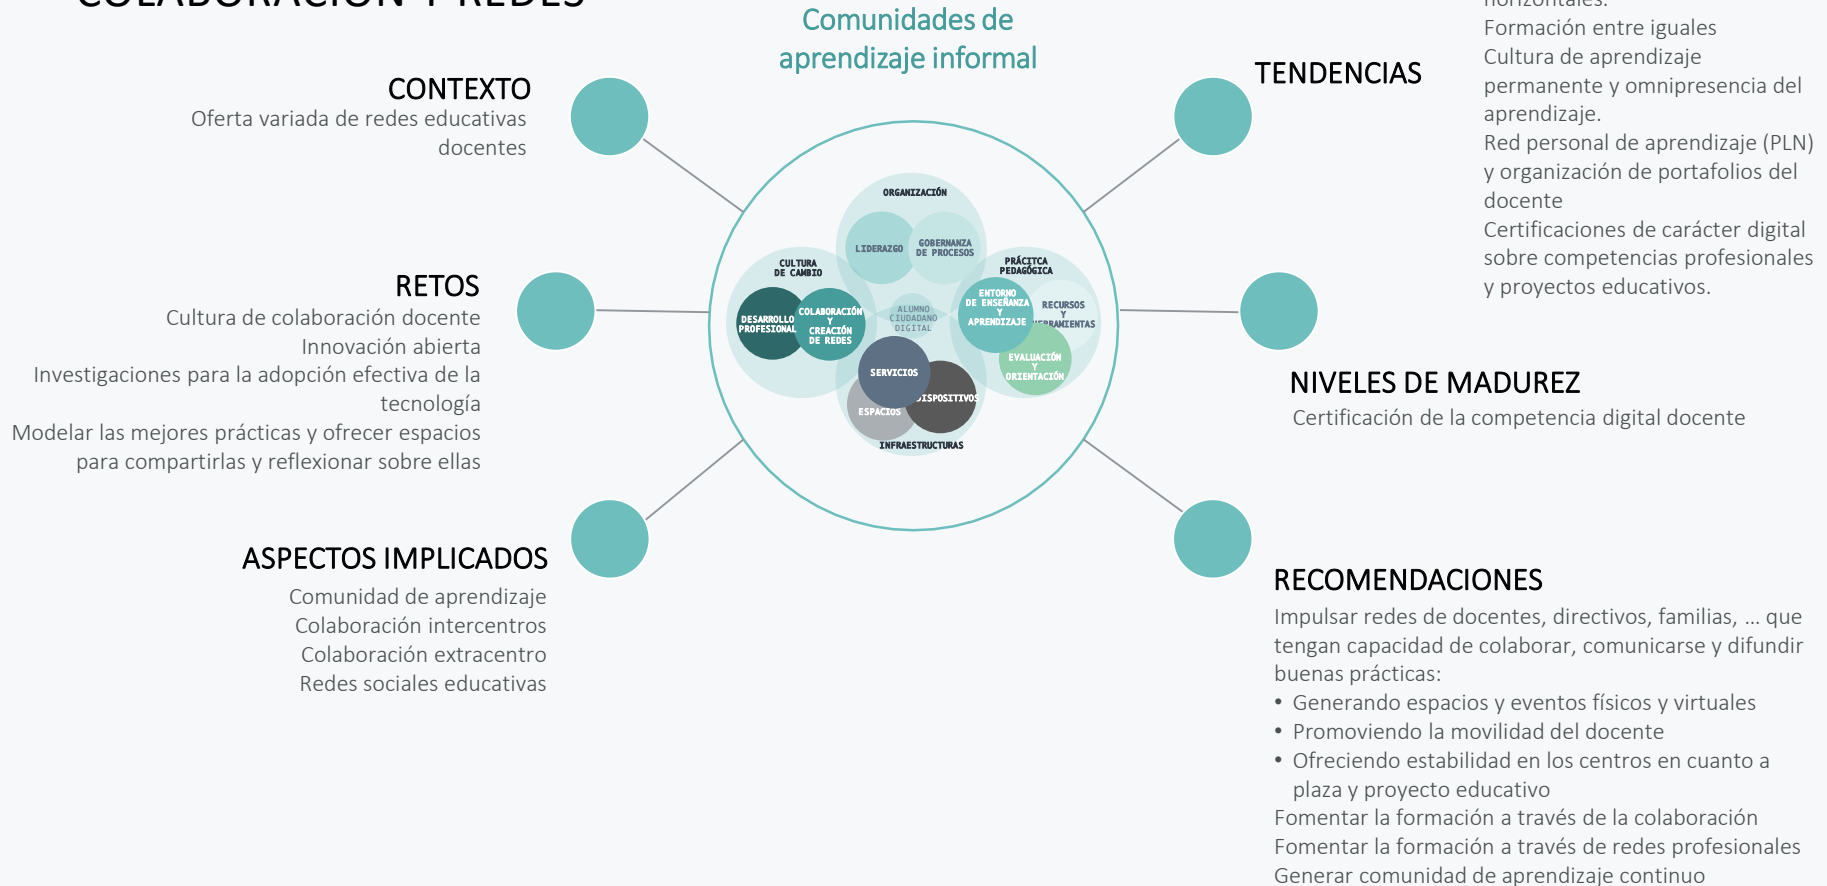 COLABORACIÓN Y REDES
Comunidades de
aprendizaje informal
CONTEXTO
Oferta variada de redes educativas
docentes
RETOS
Cultura de colaboración docente
Innovación abierta
Investigaciones para la adopción efectiva de la
tecnología
Modelar las mejores prácticas y ofrecer espacios
para compartirlas y reflexionar sobre ellas
ASPECTOS IMPLICADOS
Comunidad de aprendizaje
Colaboración intercentros
Colaboración extracentro
Redes sociales educativas
ORGANIZACIÓN
LIDERAZGO
GOBERNANZA
DE PROCESOS
CULTURA
DE CAMBIO
DESARROLLO
PROFESIONAL
COLABORACIÓN
Y
CREACIÓN
DE REDES
ALUMNO
CIUDADANO
DIGITAL
PRÁCITCA
PEDAGÓGICA
ENTORNO
DE ENSEÑANZA
Y
APRENDIZAJE
RECURSOS
Y
HERRAMIENTAS
EVALUACIÓN
Y
ORIENTACIÓN
SERVICIOS
ESPACIOS
DISPOSITIVOS
INFRAESTRUCTURAS
TENDENCIAS
horizontales.
Formación entre iguales
Cultura de aprendizaje
permanente y omnipresencia del
aprendizaje.
Red personal de aprendizaje (PLN)
y organización de portafolios del
docente
Certificaciones de carácter digital
sobre competencias profesionales
y proyectos educativos.
NIVELES DE MADUREZ
Certificación de la competencia digital docente
RECOMENDACIONES
Impulsar redes de docentes, directivos, familias, … que
tengan capacidad de colaborar, comunicarse y difundir
buenas prácticas:
• Generando espacios y eventos físicos y virtuales
• Promoviendo la movilidad del docente
• Ofreciendo estabilidad en los centros en cuanto a
plaza y proyecto educativo
Fomentar la formación a través de la colaboración
Fomentar la formación a través de redes profesionales
Generar comunidad de aprendizaje continuo